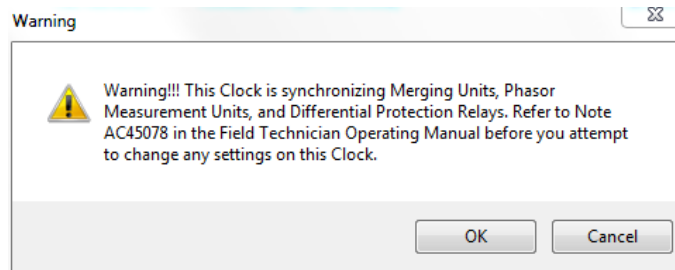 Warning
Warning!!! This Clock is synchronizing Merging Units, Phasor
Measurement Units, and Differential Protection Relays. Refer to Note
AC45078 in the Field Technician Operating Manual before you attempt
to change any settings on this Clock.
OK Cancel